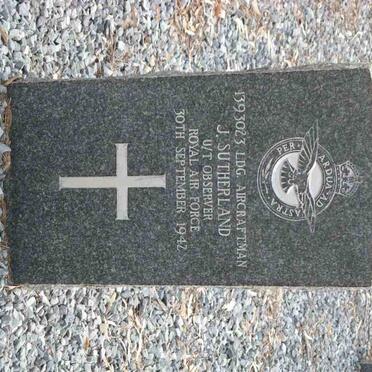 PER ARDUA AD ASTRA
1393023 LDG. AIRCRAFTMAN
J. SUTHERLAND
U/T OBSERVER
ROYAL AIR FORCE
30TH SEPTEMBER 1942